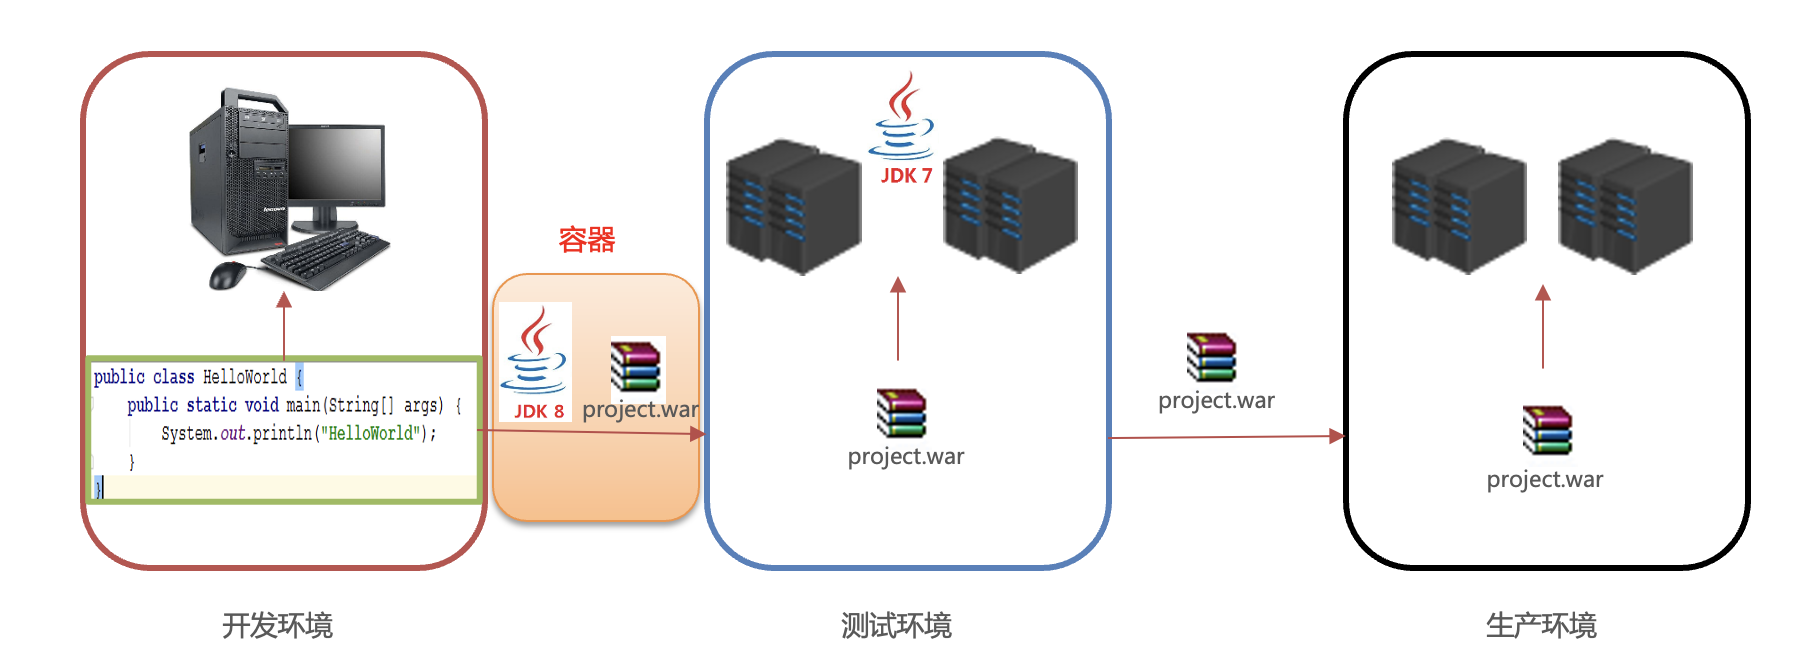 JDK 7
容器
public class HelloWorld {
public static void main(String[] args) {
System.out.println("HelloWorld");
}
}
JDK 8
project.war
project.war
project.war
project.war
开发环境
测试环境
生产环境